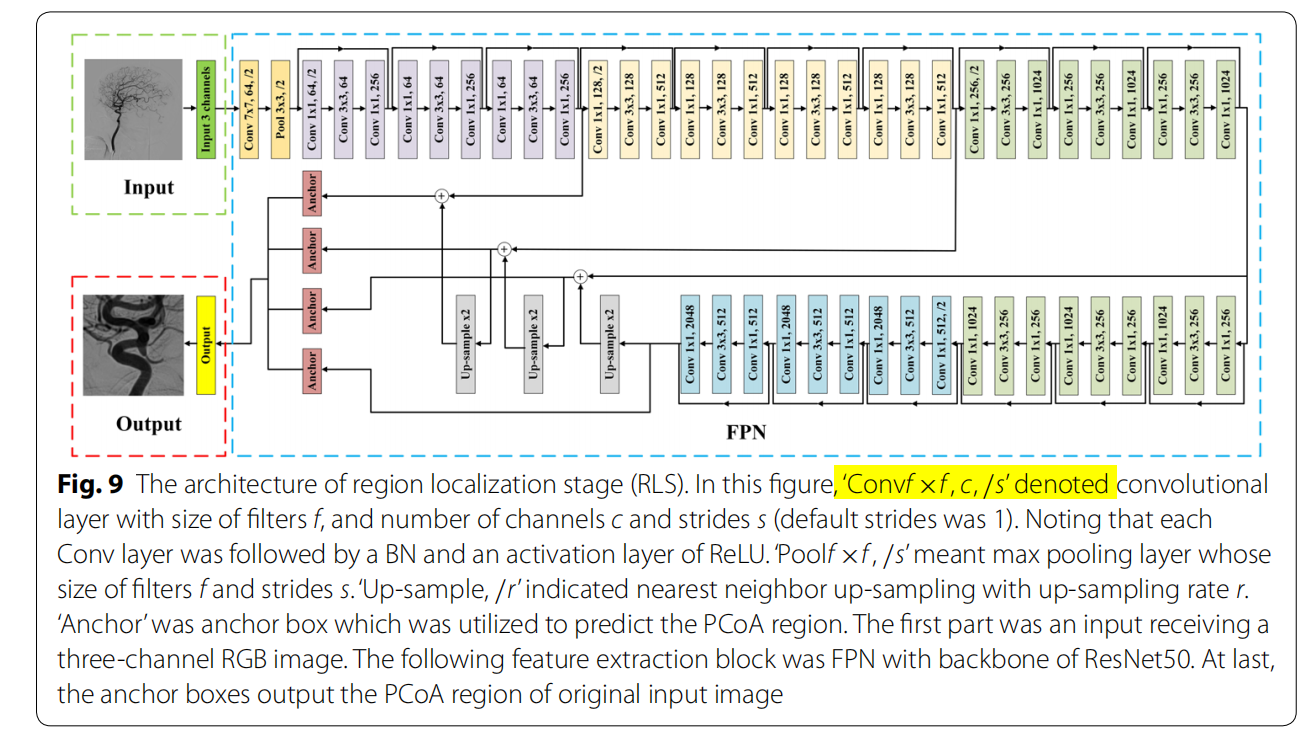 Input 3 channels
Conv 7x7, 64, /2
Pool 3x3, /2
Conv 1x1, 64, /2
Conv 3x3, 64
Conv 1x1, 256
Conv 1x1, 64
Conv 3x3, 64
Conv 1x1, 256
Conv 1x1, 64
Conv 3x3, 64
Conv 1x1, 256
Conv 1x1, 128, /2
Conv 3x3, 128
Conv 1x1, 512
Conv 1x1, 128
Conv 3x3, 128
Conv 1x1, 512
Conv 1x1, 128
Conv 3x3, 128
Conv 1x1, 512
Conv 1x1, 128
Conv 3x3, 128
Conv 1x1, 512
Conv 1x1, 256, /2
Conv 3x3, 256
Conv 1x1, 1024
Conv 1x1, 256
Conv 3x3, 256
Conv 1x1, 1024
Conv 1x1, 256
Conv 3x3, 256
Conv 1x1, 1024
Input
Anchor
Anchor
Anchor
Anchor
Output
Up-sample x2
Up-sample x2
Up-sample x2
Conv 1x1, 2048
Conv 3x3, 512
Conv 1x1, 512
Conv 1x1, 2048
Conv 3x3, 512
Conv 1x1, 512
Conv 1x1, 2048
Conv 3x3, 512
Conv 1x1, 512, /2
Conv 1x1, 1024
Conv 3x3, 256
Conv 1x1, 256
Conv 1x1, 1024
Conv 3x3, 256
Conv 1x1, 256
Conv 1x1, 1024
Conv 3x3, 256
Conv 1x1, 256
Output
FPN
Fig. 9 The architecture of region localization stage (RLS). In this figure, ‘Convf × f, c, /s’ denoted convolutional
layer with size of filters f, and number of channels c and strides s (default strides was 1). Noting that each
Conv layer was followed by a BN and an activation layer of ReLU. ‘Poolf × f, /s’ meant max pooling layer whose
size of filters f and strides s. ‘Up-sample, /r’ indicated nearest neighbor up-sampling with up-sampling rate r.
‘Anchor’ was anchor box which was utilized to predict the PCoA region. The first part was an input receiving a
three-channel RGB image. The following feature extraction block was FPN with backbone of ResNet50. At last,
the anchor boxes output the PCoA region of original input image